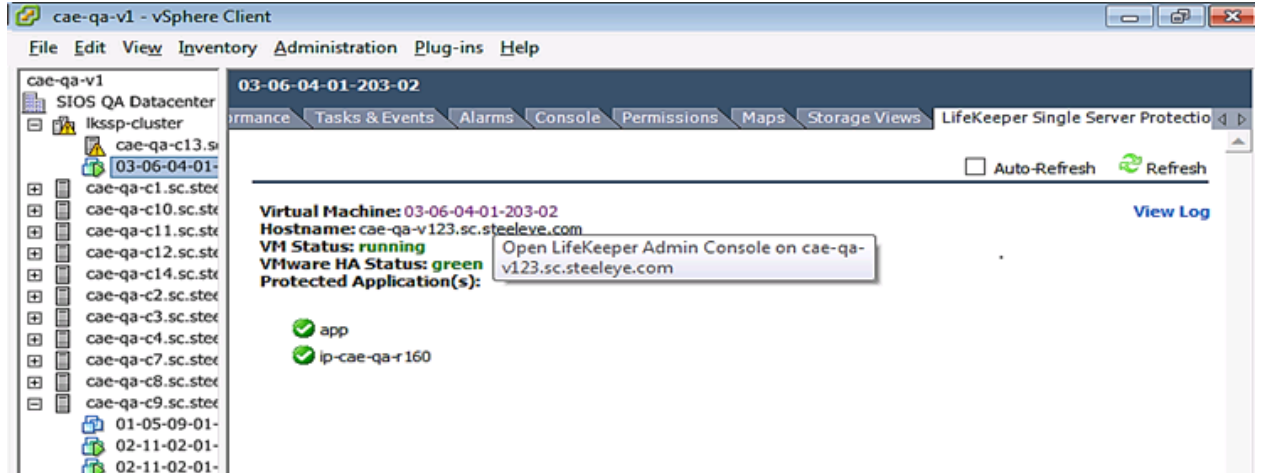 cae-qa-v1 - vSphere Client
File Edit View Inventory Administration Plug-ins Help
cae-qa-v1
SIOS QA Datacenter
lkssp-cluster
cae-qa-c13.s
03-06-04-01-
cae-qa-c1.sc.stee
cae-qa-c10.sc.ste
cae-qa-c11.sc.ste
cae-qa-c12.sc.ste
cae-qa-c14.sc.ste
cae-qa-c2.sc.stee
cae-qa-c3.sc.stee
cae-qa-c4.sc.stee
cae-qa-c7.sc.stee
cae-qa-c8.sc.stee
cae-qa-c9.sc.stee
01-05-09-01-
02-11-02-01-
02-11-02-01-
03-06-04-01-203-02
rmance Tasks & Events Alarms Console Permissions Maps Storage Views LifeKeeper Single Server Protectio
Auto-Refresh Refresh
Virtual Machine: 03-06-04-01-203-02 View Log
Hostname: cae-qa-v123.sc.steeleye.com
VM Status: running
VMware HA Status: green
Protected Application(s):
Open LifeKeeper Admin Console on cae-qa-
v123.sc.steeleye.com
app
ip-cae-qa-r160